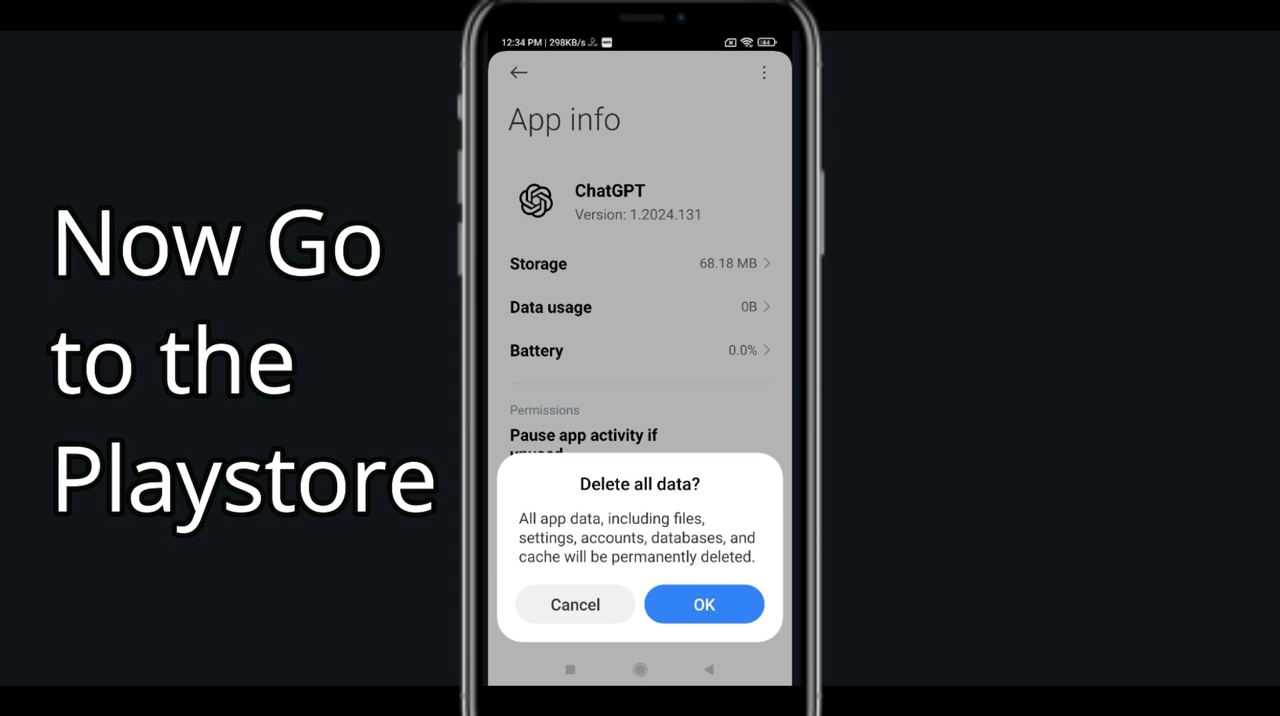 Now Go
to the
Playstore
12:34 PM | 298KB/s
App info
ChatGPT
Version: 1.2024.131
Storage 68.18 MB
Data usage 0B
Battery 0.0%
Permissions
Pause app activity if
unused
Delete all data?
All app data, including files,
settings, accounts, databases, and
cache will be permanently deleted.
Cancel OK